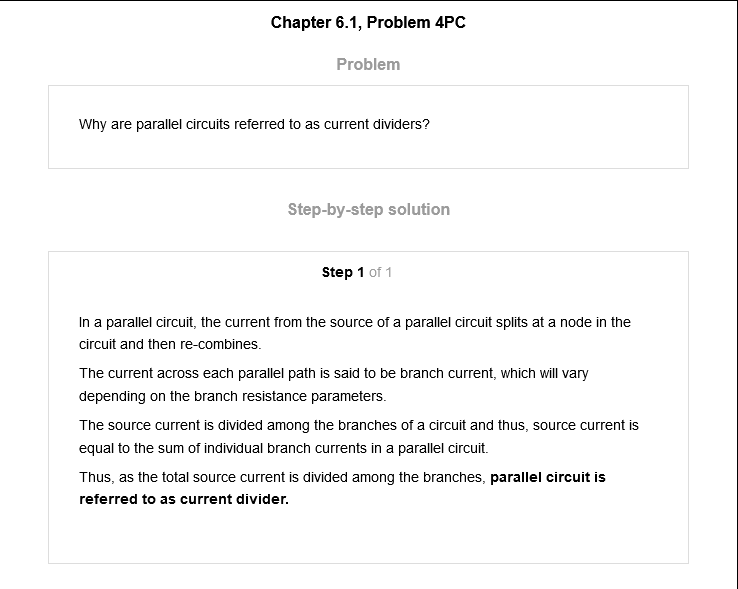 Chapter 6.1, Problem 4PC
Problem
Why are parallel circuits referred to as current dividers?
Step-by-step solution
Step 1 of 1
In a parallel circuit, the current from the source of a parallel circuit splits at a node in the
circuit and then re-combines.
The current across each parallel path is said to be branch current, which will vary
depending on the branch resistance parameters.
The source current is divided among the branches of a circuit and thus, source current is
equal to the sum of individual branch currents in a parallel circuit.
Thus, as the total source current is divided among the branches, parallel circuit is
referred to as current divider.